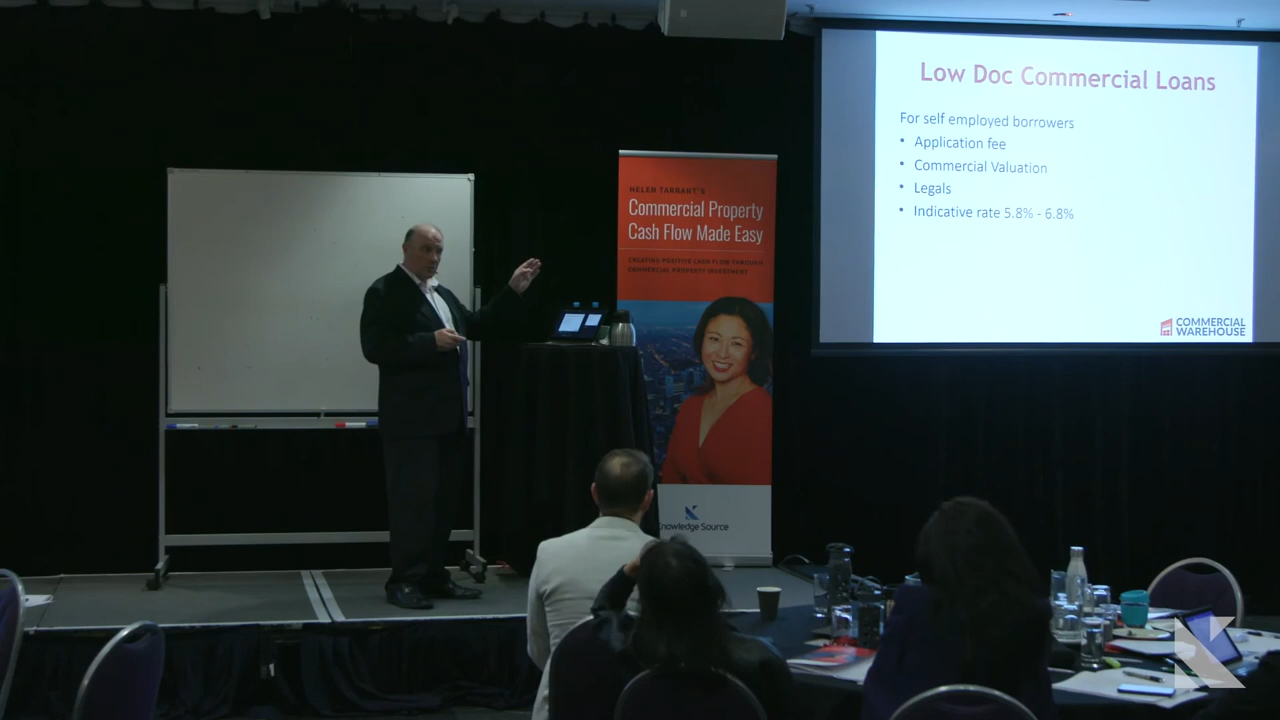 Low Doc Commercial Loans
For self employed borrowers
• Application fee
• Commercial Valuation
• Legals
• Indicative rate 5.8% - 6.8%
COMMERCIAL
WAREHOUSE
HELEN TARRANT'S
Commercial Property
Cash Flow Made Easy
CREATING POSITIVE CASH FLOW THROUGH
COMMERCIAL PROPERTY INVESTMENT
Knowledge Source